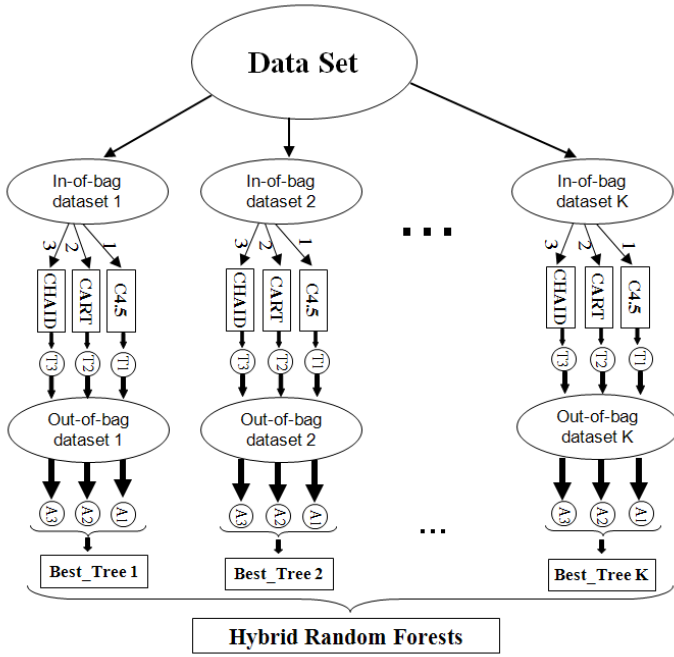 Data Set
In-of-bag
dataset 1
In-of-bag
dataset 2
In-of-bag
dataset K
...
3 2 1
3 2 1
3 2 1
CHAID CART C4.5
CHAID CART C4.5
CHAID CART C4.5
T3 T2 T1
T3 T2 T1
T3 T2 T1
Out-of-bag
dataset 1
Out-of-bag
dataset 2
Out-of-bag
dataset K
A3 A2 A1
A3 A2 A1
A3 A2 A1
...
Best_Tree 1
Best_Tree 2
Best_Tree K
Hybrid Random Forests